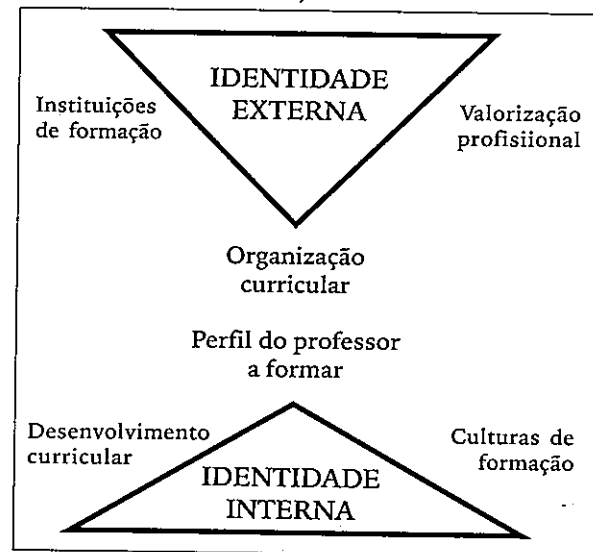 IDENTIDADE
EXTERNA
Instituições
de formação
Valorização
profisiional
Organização
curricular
Perfil do professor
a formar
Desenvolvimento
curricular
Culturas de
formação
IDENTIDADE
INTERNA